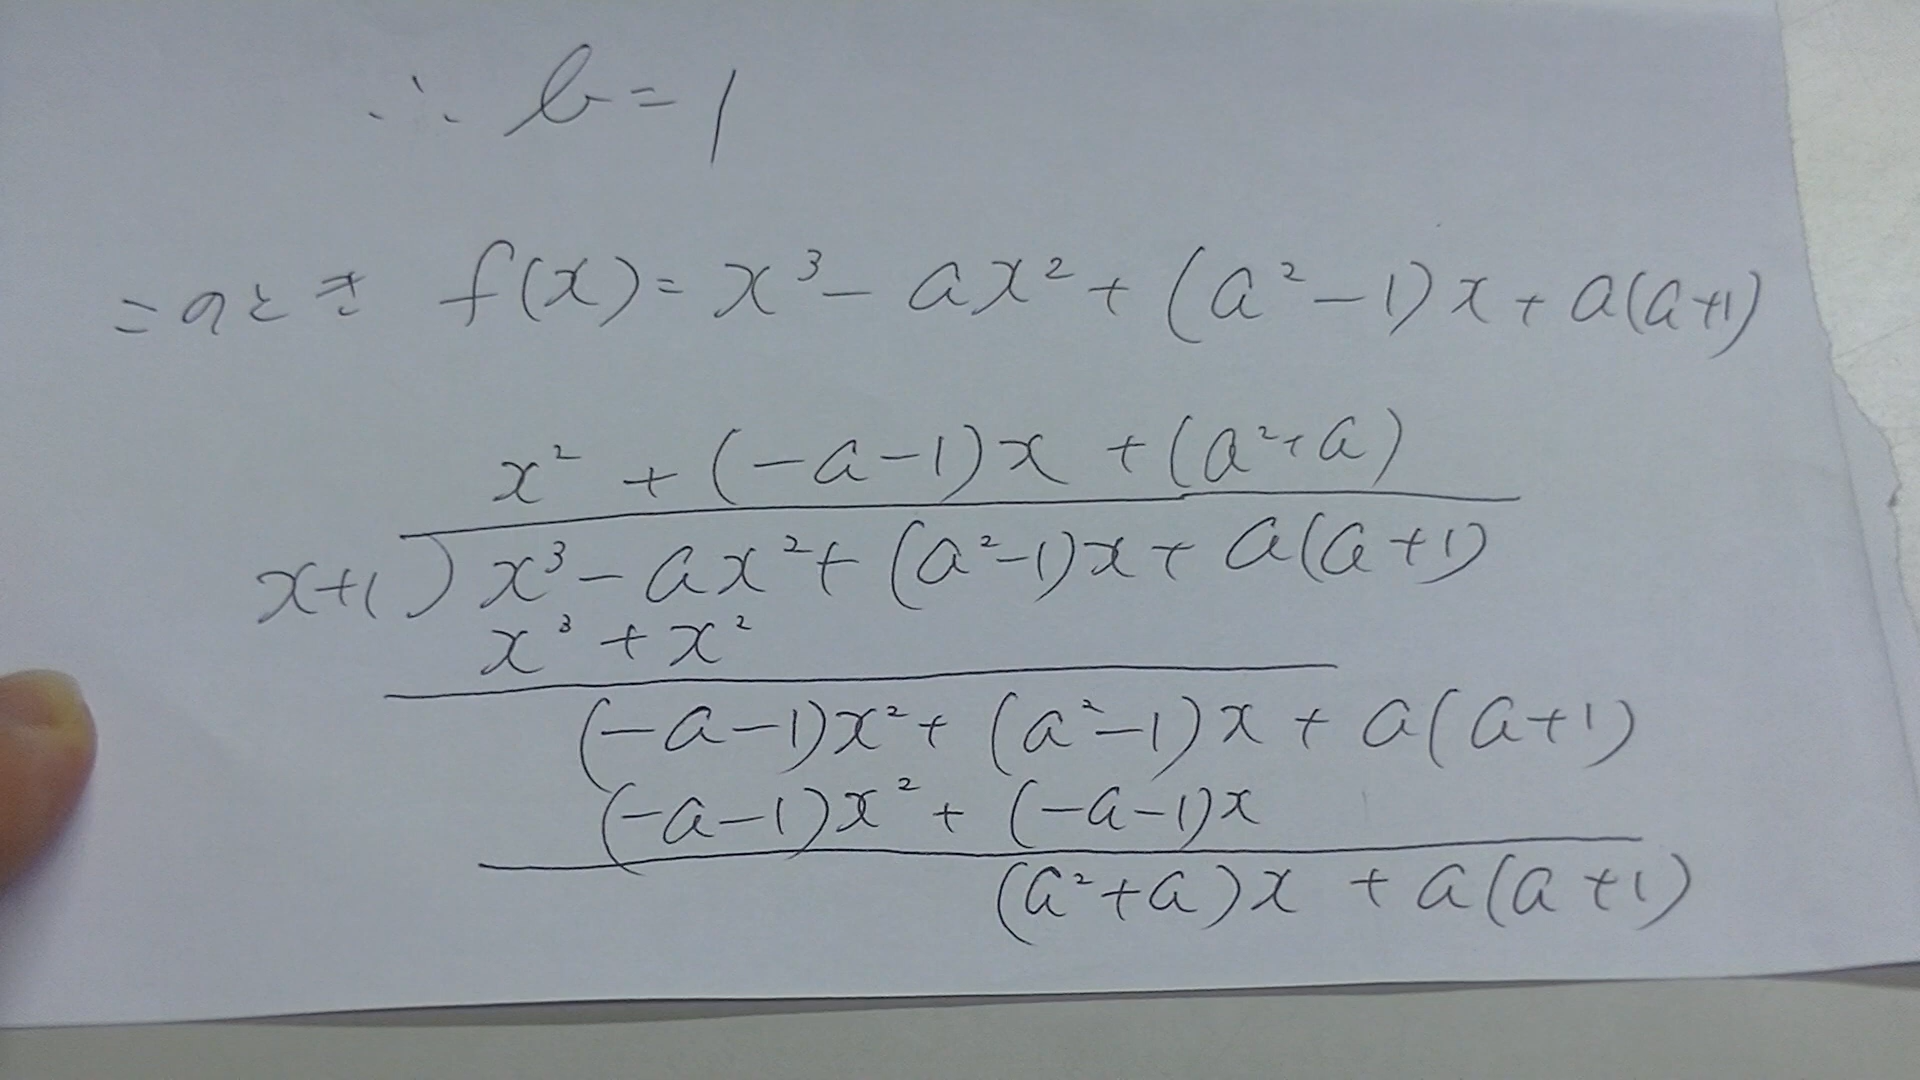 ∴ b=1
このとき f(x)=x³-ax²+(a²-1)x+a(a+1)
x²+(-a-1)x+(a²+a)
x+1)x³-ax²+(a²-1)x+a(a+1)
x³+x²
(-a-1)x²+(a²-1)x+a(a+1)
(-a-1)x²+(-a-1)x
(a²+a)x+a(a+1)